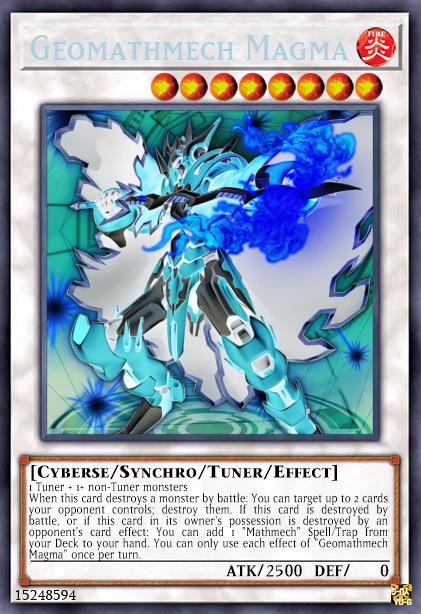 Geomathmech Magma
FIRE
炎
[Cyberse/Synchro/Tuner/Effect]
1 Tuner + 1+ non-Tuner monsters
When this card destroys a monster by battle: You can target up to 2 cards
your opponent controls; destroy them. If this card is destroyed by
battle, or if this card in its owner's possession is destroyed by an
opponent's card effect: You can add 1 "Mathmech" Spell/Trap from
your Deck to your hand. You can only use each effect of "Geomathmech
Magma" once per turn.
ATK/2500 DEF/ 0
15248594